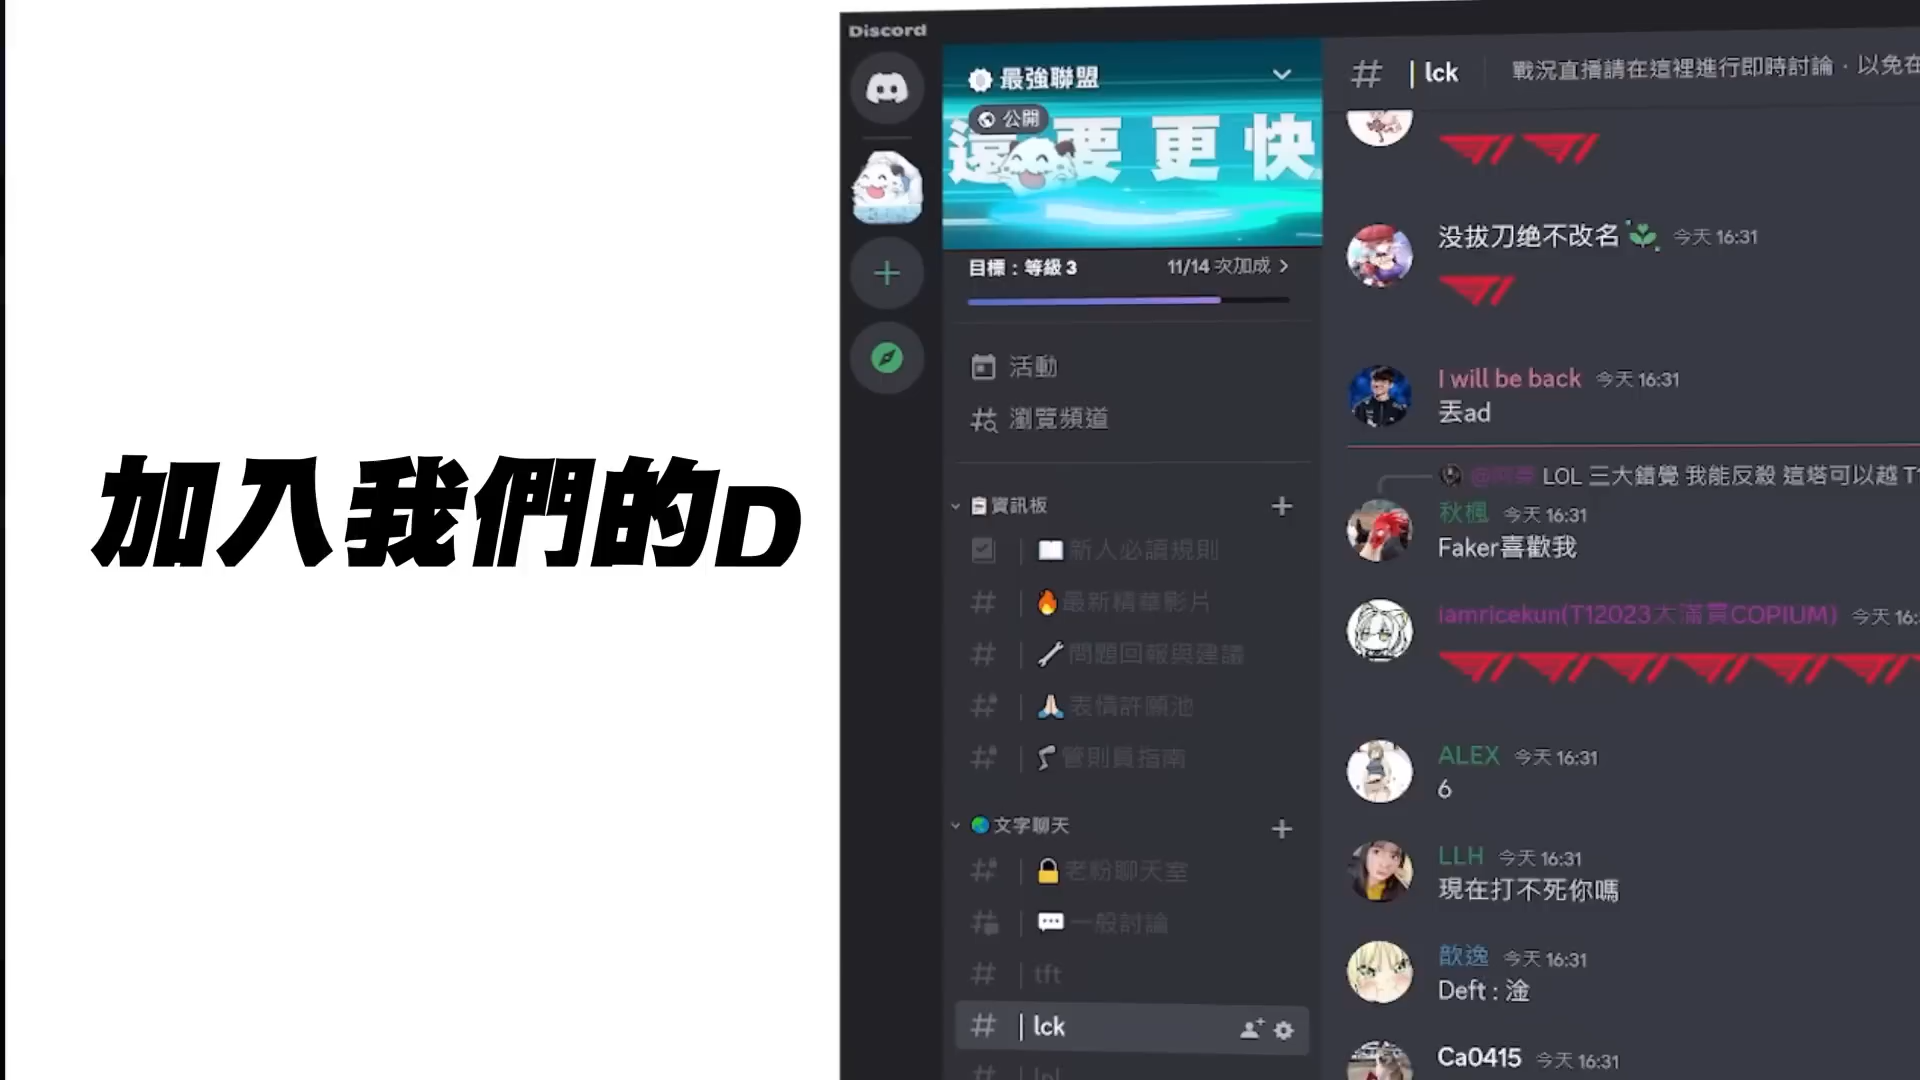 加入我們的D
Discord
最強聯盟
公開
還要更快
目標：等級 3
11/14 次加成
活動
瀏覽頻道
資訊板
新人必讀規則
最新精華影片
問題回報與建議
表情許願池
管則員指南
文字聊天
老粉聊天室
一般討論
tft
lck
lpl
lck
戰況直播請在這裡進行即時討論，以免在
没拔刀绝不改名 今天 16:31
I will be back 今天 16:31
丟ad
LOL 三大錯覺 我能反殺 這塔可以越 T1
秋楓 今天 16:31
Faker喜歡我
iamricekun(T12023大滿貫COPIUM) 今天 16:
ALEX 今天 16:31
6
LLH 今天 16:31
現在打不死你嗎
歆逸 今天 16:31
Deft : 淦
Ca0415 今天 16:31